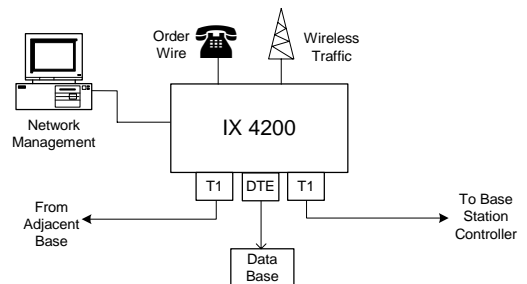 Order
Wire
Wireless
Traffic
Network
Management
IX 4200
T1
DTE
T1
From
Adjacent
Base
To Base
Station
Controller
Data
Base